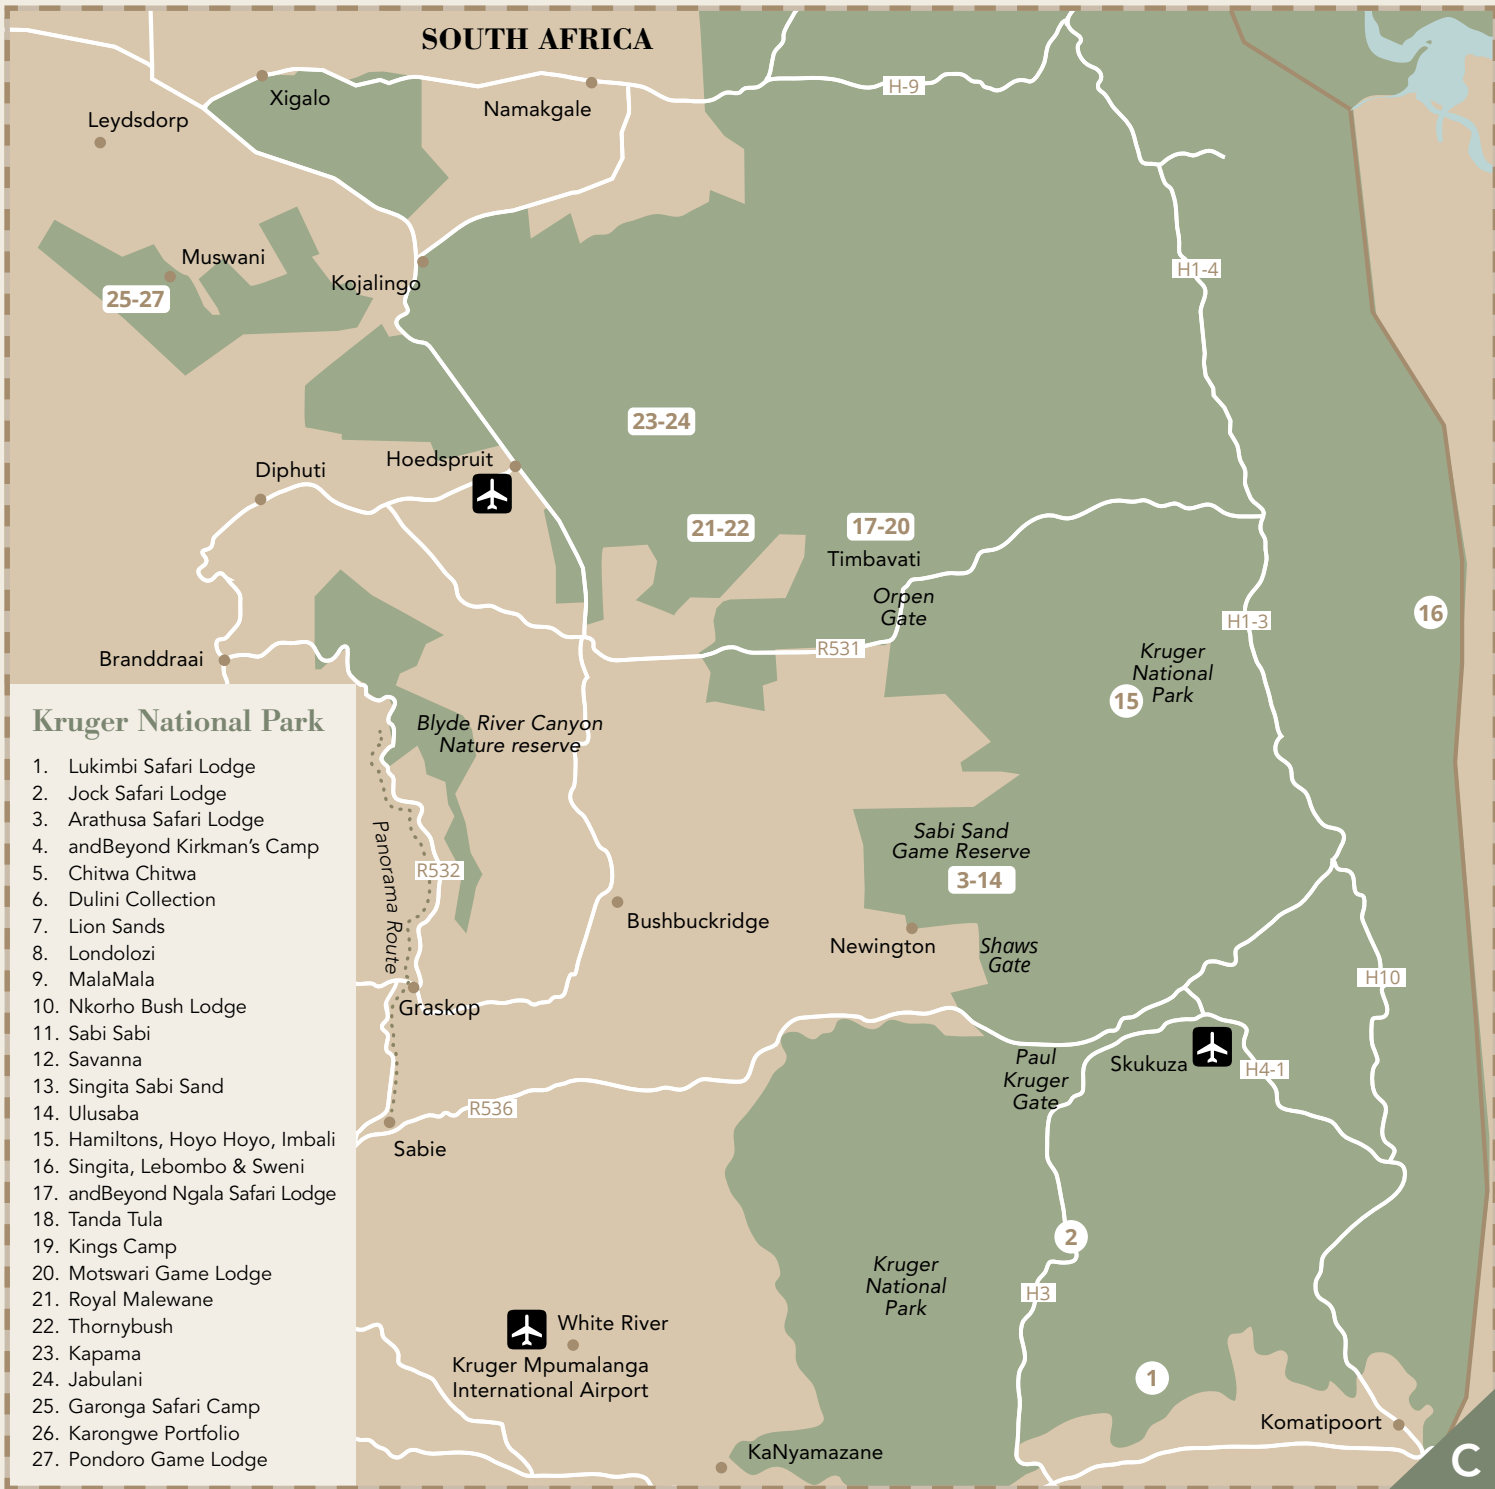 SOUTH AFRICA
Xigalo
Namakgale
H-9
Leydsdorp
Muswani
25-27
Kojalingo
H1-4
23-24
Diphuti
Hoedspruit
21-22
17-20
Timbavati
Orpen
Gate
16
H1-3
R531
Branddraai
Kruger
National
Park
15
Blyde River Canyon
Nature reserve
Panorama Route
R532
Sabi Sand
Game Reserve
3-14
Bushbuckridge
Newington
Shaws
Gate
H10
Graskop
Paul
Kruger
Gate
Skukuza
H4-1
R536
Sabie
2
Kruger
National
Park
H3
White River
Kruger Mpumalanga
International Airport
1
Komatipoort
KaNyamazane
C
Kruger National Park
1. Lukimbi Safari Lodge
2. Jock Safari Lodge
3. Arathusa Safari Lodge
4. andBeyond Kirkman’s Camp
5. Chitwa Chitwa
6. Dulini Collection
7. Lion Sands
8. Londolozi
9. MalaMala
10. Nkorho Bush Lodge
11. Sabi Sabi
12. Savanna
13. Singita Sabi Sand
14. Ulusaba
15. Hamiltons, Hoyo Hoyo, Imbali
16. Singita, Lebombo & Sweni
17. andBeyond Ngala Safari Lodge
18. Tanda Tula
19. Kings Camp
20. Motswari Game Lodge
21. Royal Malewane
22. Thornybush
23. Kapama
24. Jabulani
25. Garonga Safari Camp
26. Karongwe Portfolio
27. Pondoro Game Lodge